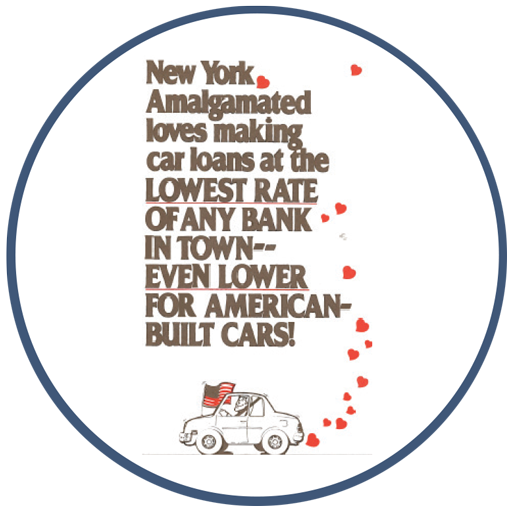 New York
Amalgamated
loves making
car loans at the
LOWEST RATE
OF ANY BANK
IN TOWN--
EVEN LOWER
FOR AMERICAN-
BUILT CARS!